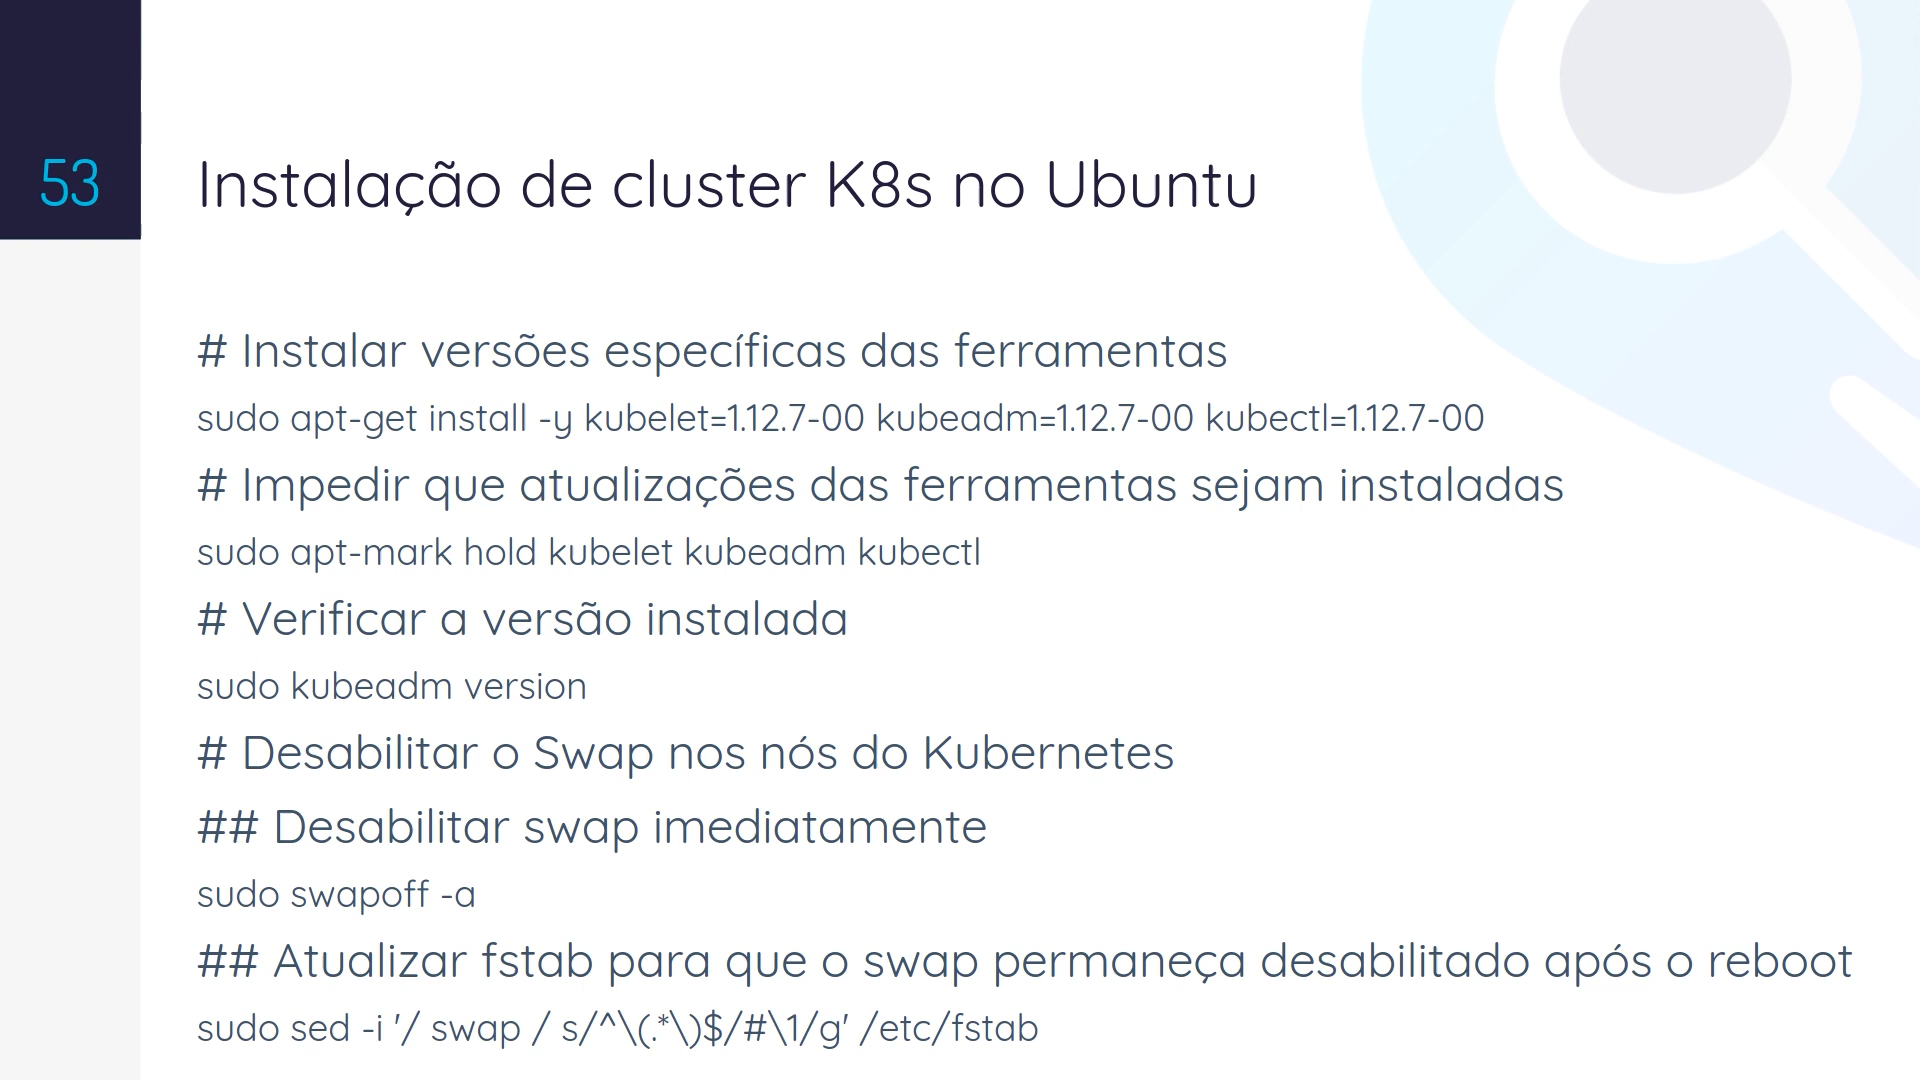 53
Instalação de cluster K8s no Ubuntu
# Instalar versões específicas das ferramentas
sudo apt-get install -y kubelet=1.12.7-00 kubeadm=1.12.7-00 kubectl=1.12.7-00
# Impedir que atualizações das ferramentas sejam instaladas
sudo apt-mark hold kubelet kubeadm kubectl
# Verificar a versão instalada
sudo kubeadm version
# Desabilitar o Swap nos nós do Kubernetes
## Desabilitar swap imediatamente
sudo swapoff -a
## Atualizar fstab para que o swap permaneça desabilitado após o reboot
sudo sed -i '/ swap / s/^\(.*\)$/#\1/g' /etc/fstab